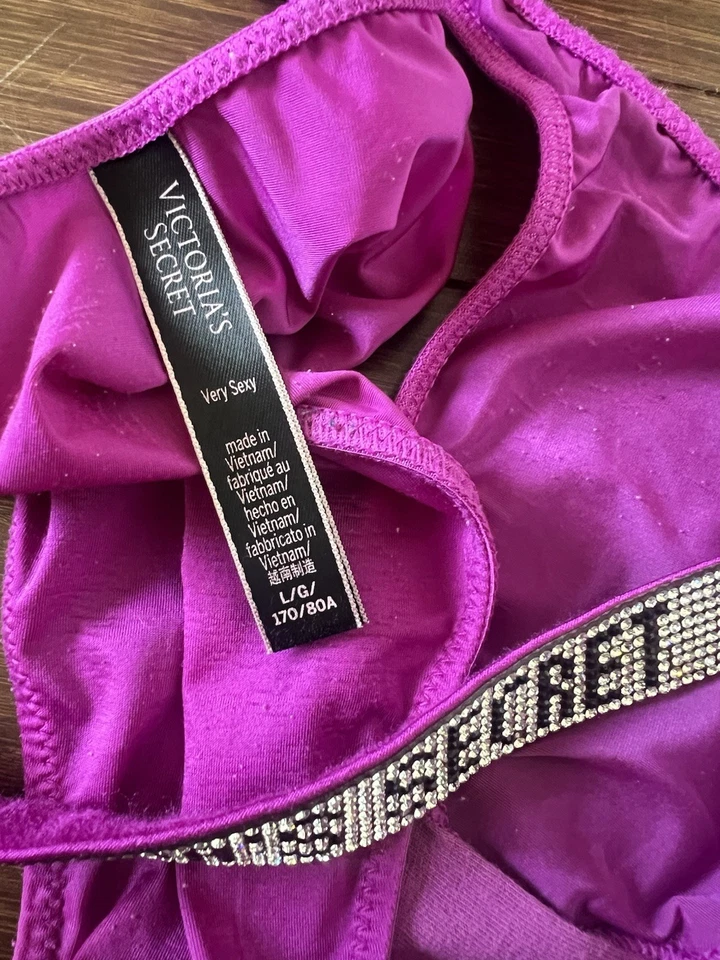 VICTORIA'S
SECRET
Very Sexy
made in
Vietnam/
fabriqué au
Vietnam/
hecho en
Vietnam/
fabbricato in
Vietnam/
越南制造
L/G/
170/80A
SECRET